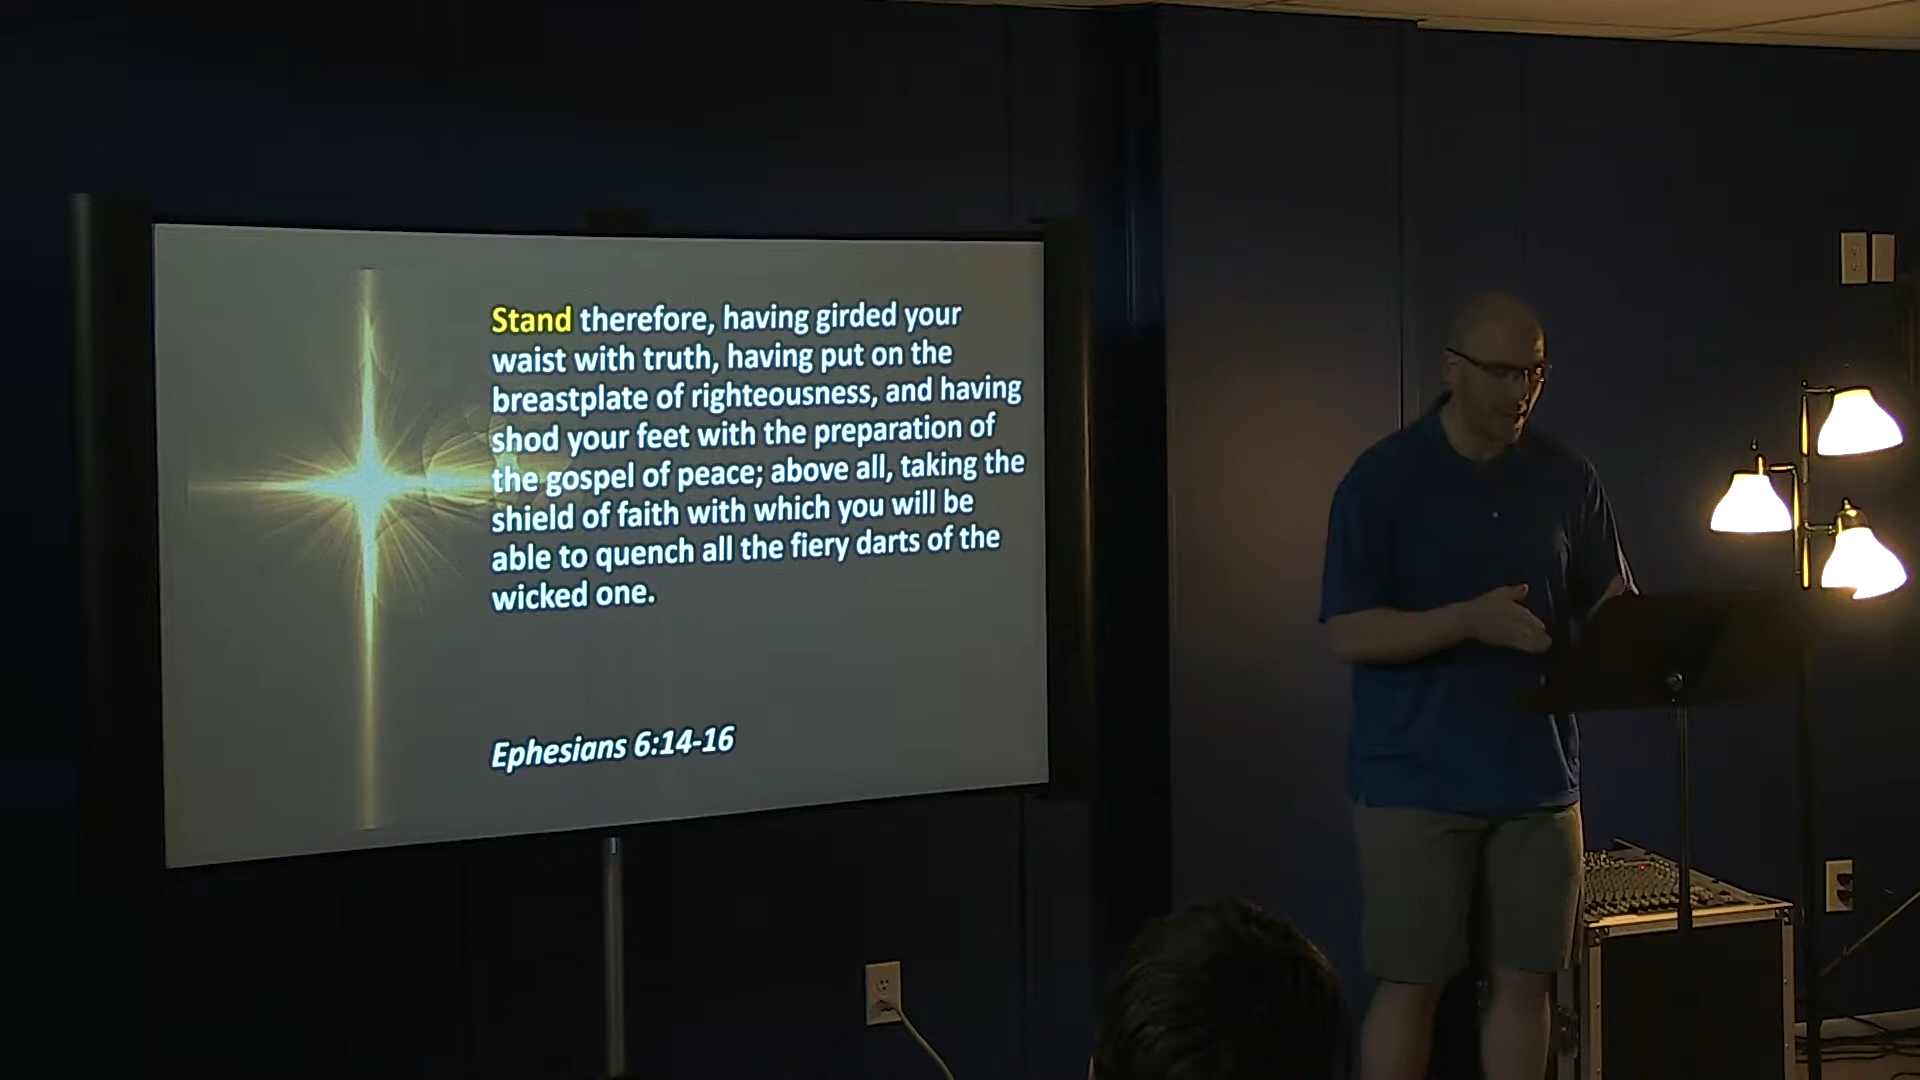 Stand therefore, having girded your
waist with truth, having put on the
breastplate of righteousness, and having
shod your feet with the preparation of
the gospel of peace; above all, taking the
shield of faith with which you will be
able to quench all the fiery darts of the
wicked one.
Ephesians 6:14-16